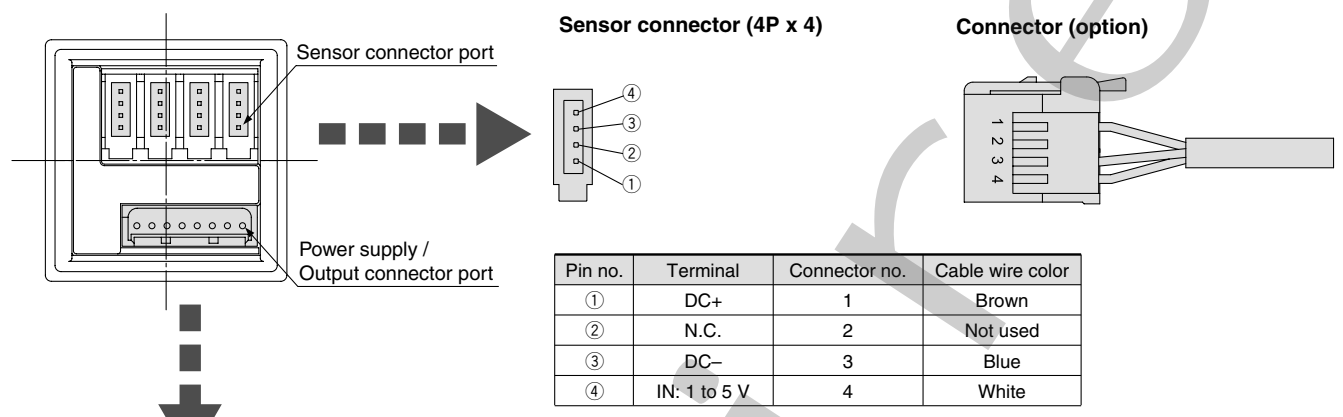 Sensor connector (4P x 4)
Connector (option)
Sensor connector port
④
③
②
①
1
2
3
4
Power supply /
Output connector port
Pin no. Terminal Connector no. Cable wire color
① DC+ 1 Brown
② N.C. 2 Not used
③ DC– 3 Blue
④ IN: 1 to 5 V 4 White